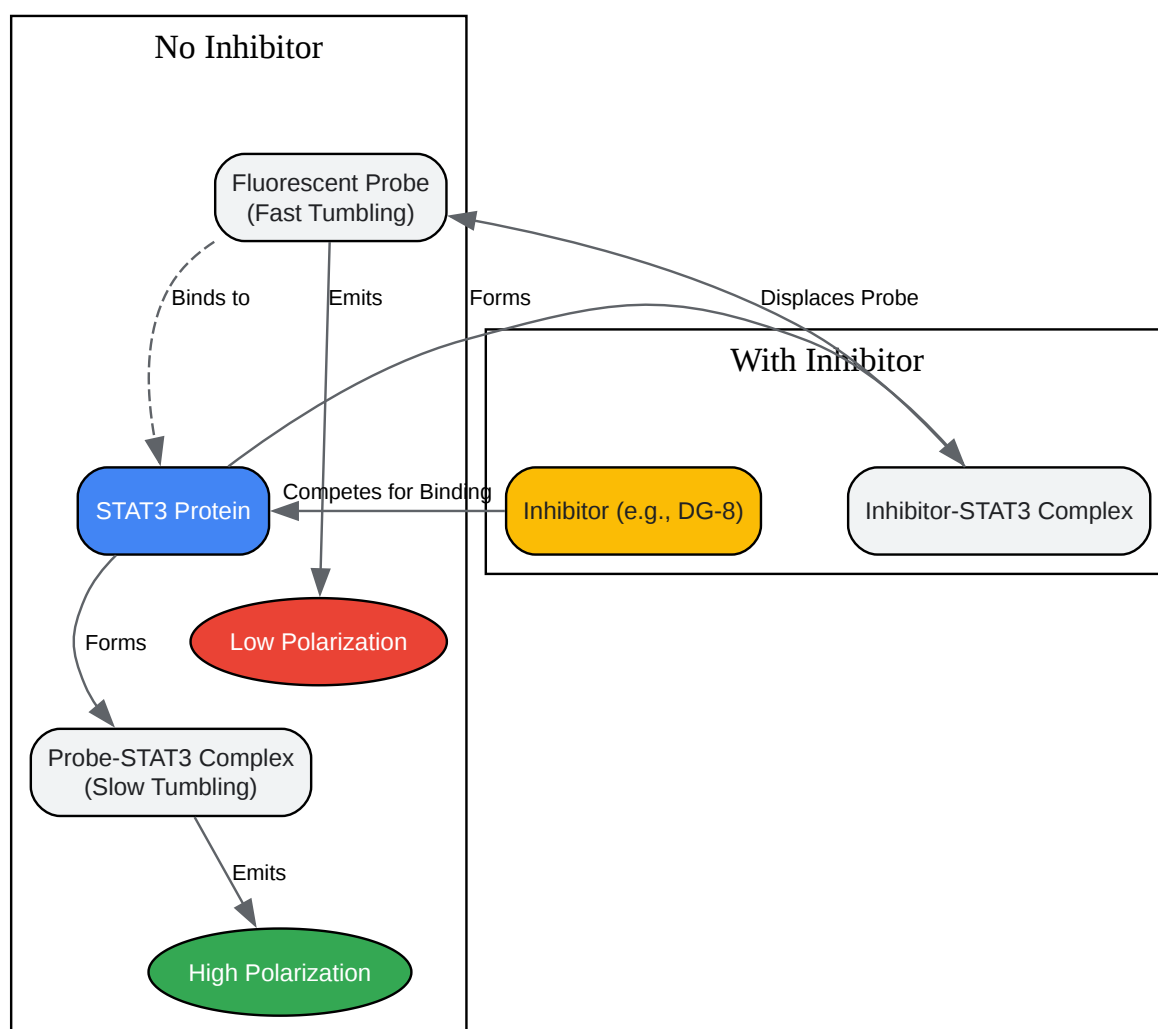 No Inhibitor
Fluorescent Probe
(Fast Tumbling)
Binds to
Emits
Forms
Displaces Probe
With Inhibitor
STAT3 Protein
Competes for Binding
Inhibitor (e.g., DG-8)
Inhibitor-STAT3 Complex
Forms
Low Polarization
Probe-STAT3 Complex
(Slow Tumbling)
Emits
High Polarization